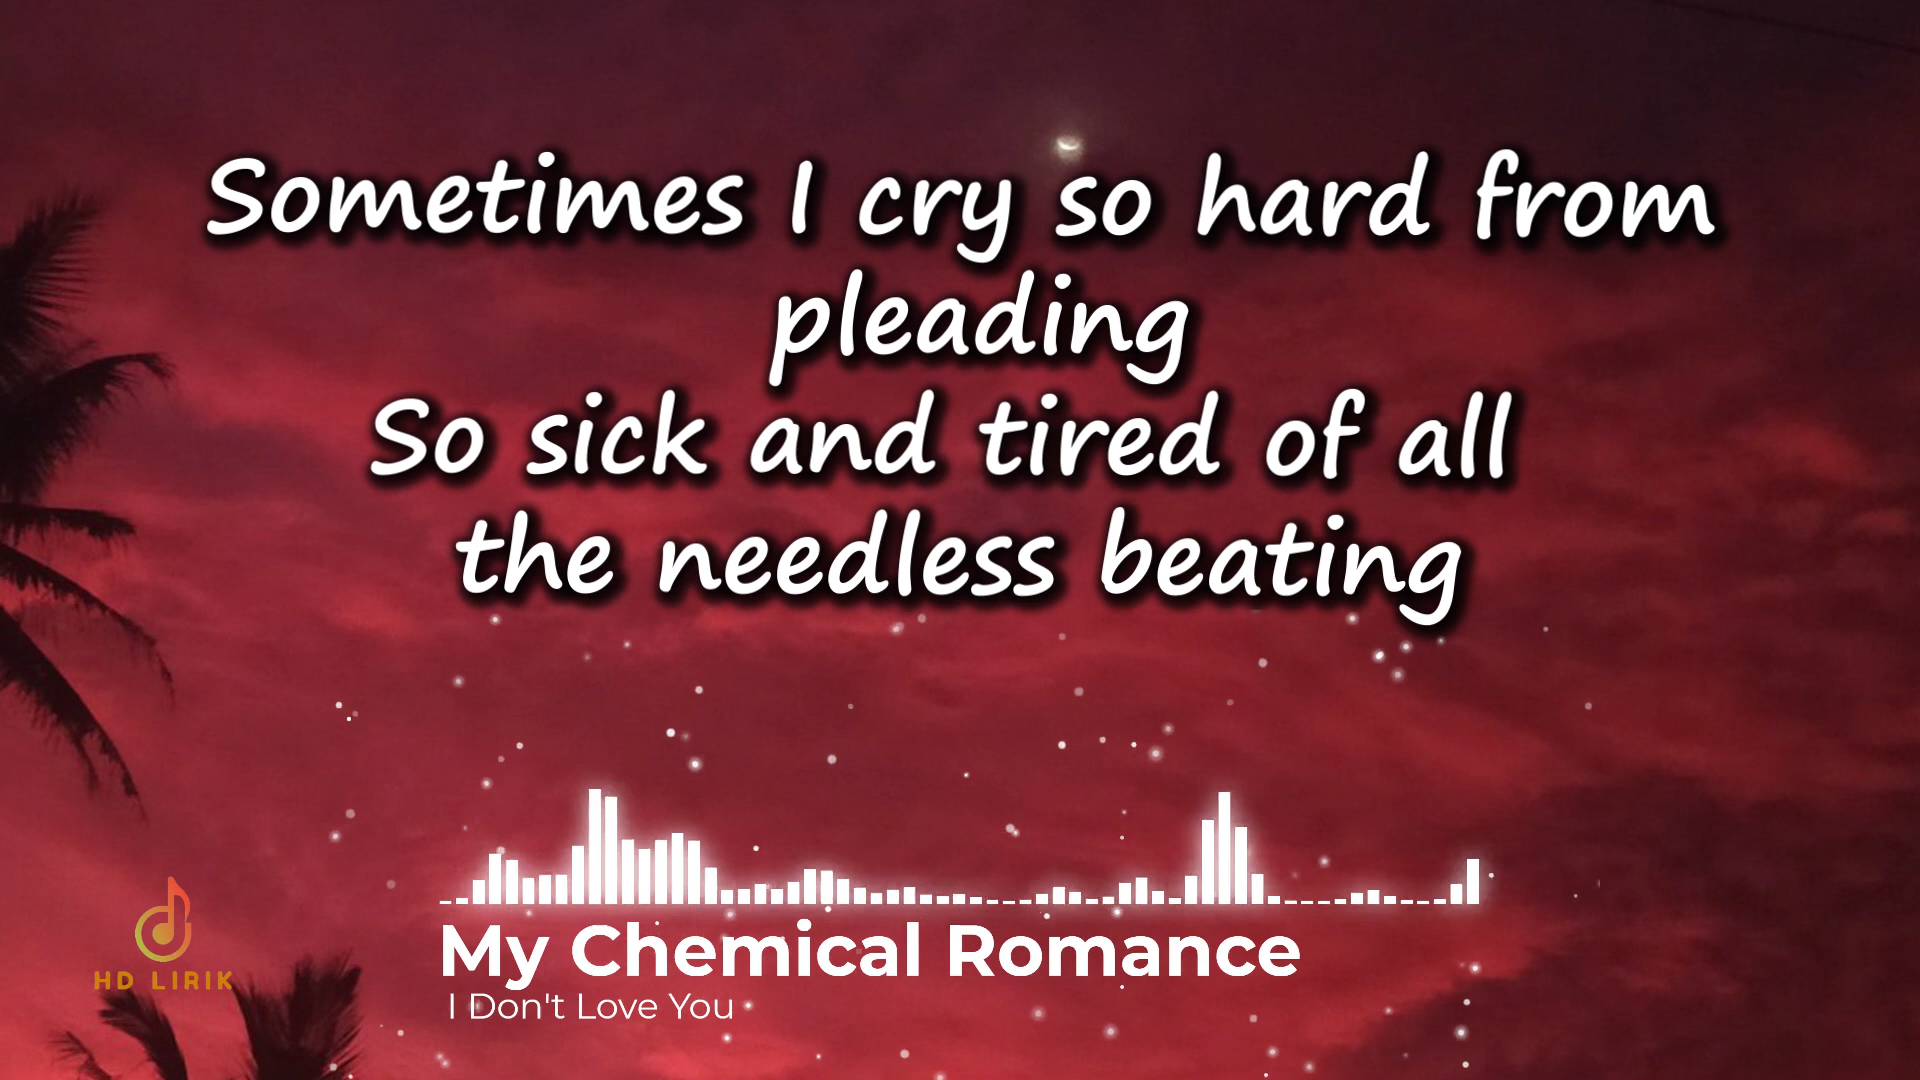 Sometimes I cry so hard from
pleading
So sick and tired of all
the needless beating
My Chemical Romance
I Don't Love You
HD LIRIK